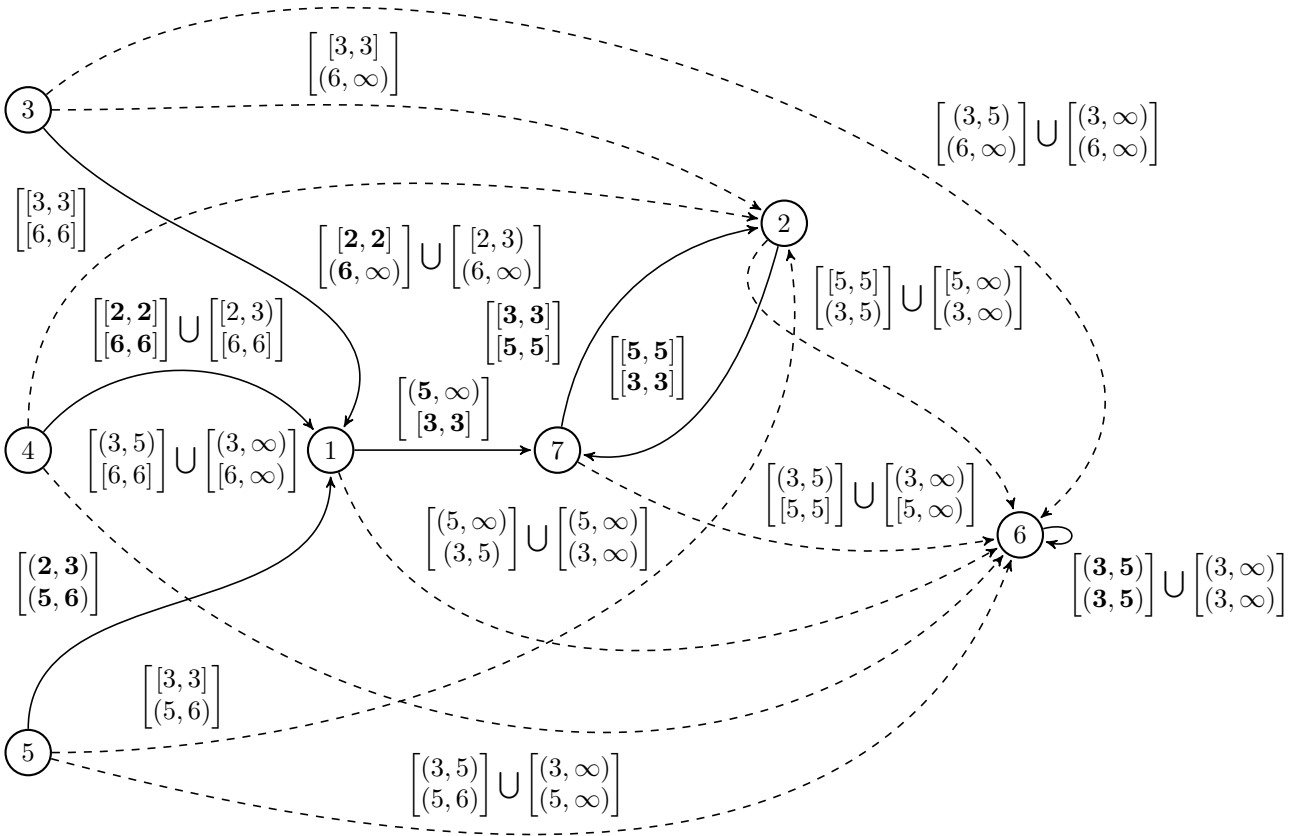 [3, 3]
(6, ∞)
3
(3, 5) ∪ (3, ∞)
(6, ∞) (6, ∞)
[3, 3]
[6, 6]
2
[2, 2] ∪ [2, 3)
(6, ∞) (6, ∞)
[5, 5] ∪ [5, ∞)
(3, 5) (3, ∞)
[2, 2] ∪ [2, 3)
[6, 6] [6, 6]
[3, 3]
[5, 5]
[5, 5]
[3, 3]
(5, ∞)
[3, 3]
4
(3, 5) ∪ (3, ∞)
[6, 6] [6, ∞)
1
7
(3, 5) ∪ (3, ∞)
[5, 5] [5, ∞)
(5, ∞) ∪ (5, ∞)
(3, 5) (3, ∞)
6
(2, 3)
(5, 6)
(3, 5) ∪ (3, ∞)
(3, 5) (3, ∞)
[3, 3]
(5, 6)
5
(3, 5) ∪ (3, ∞)
(5, 6) (5, ∞)